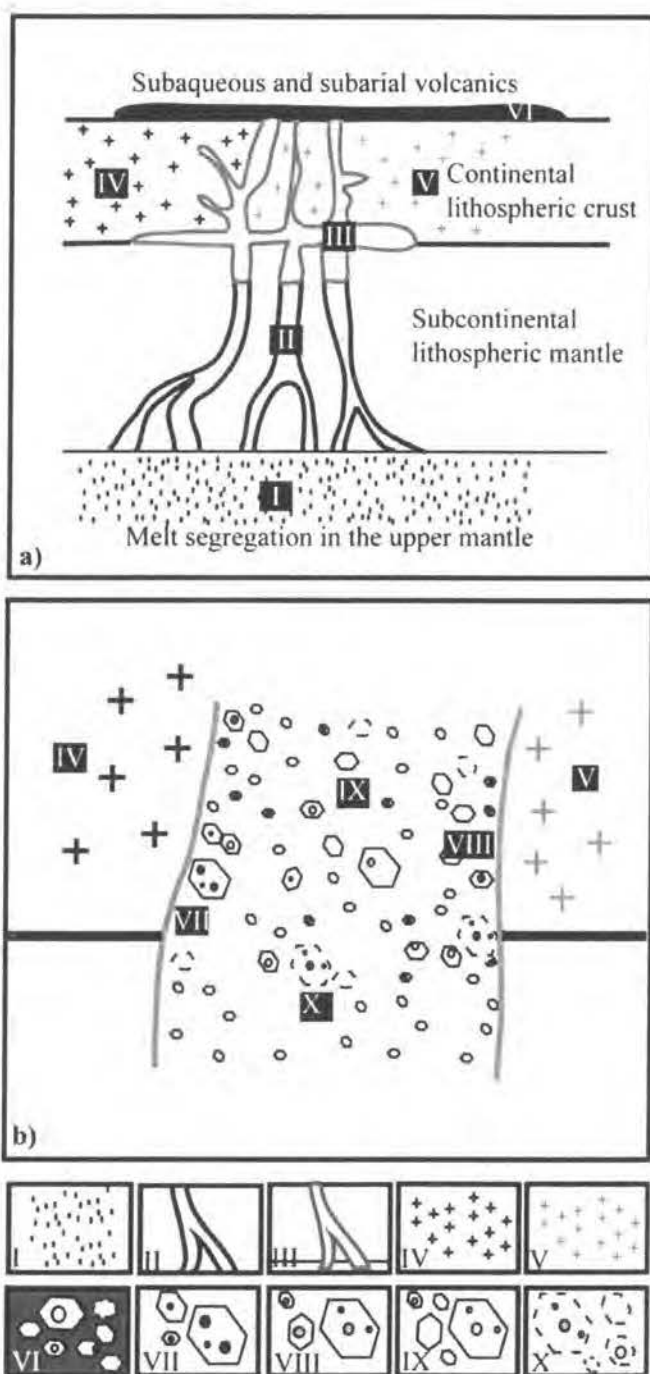 Subaqueous and subarial volcanics
VI
IV
V
Continental
lithospheric crust
III
Subcontinental
lithospheric mantle
II
I
Melt segregation in the upper mantle
a)
IV
V
IX
VIII
VII
X
b)
I
II
III
IV
V
VI
VII
VIII
IX
X